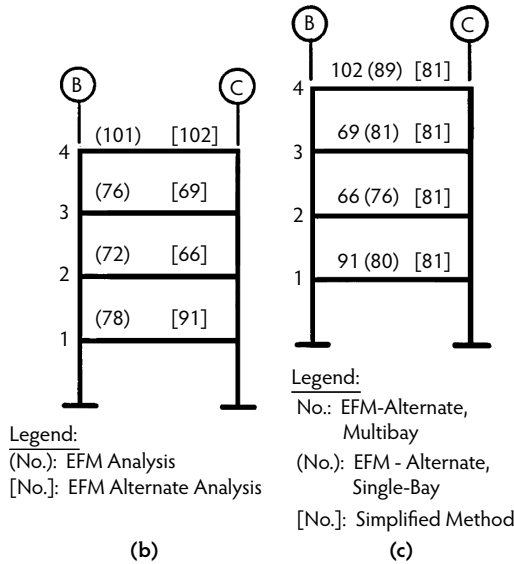 B C
4 (101) [102]
3 (76) [69]
2 (72) [66]
1 (78) [91]
Legend:
(No.): EFM Analysis
[No.]: EFM Alternate Analysis
(b)
B C
4 102 (89) [81]
3 69 (81) [81]
2 66 (76) [81]
1 91 (80) [81]
Legend:
No.: EFM-Alternate,
Multibay
(No.): EFM - Alternate,
Single-Bay
[No.]: Simplified Method
(c)